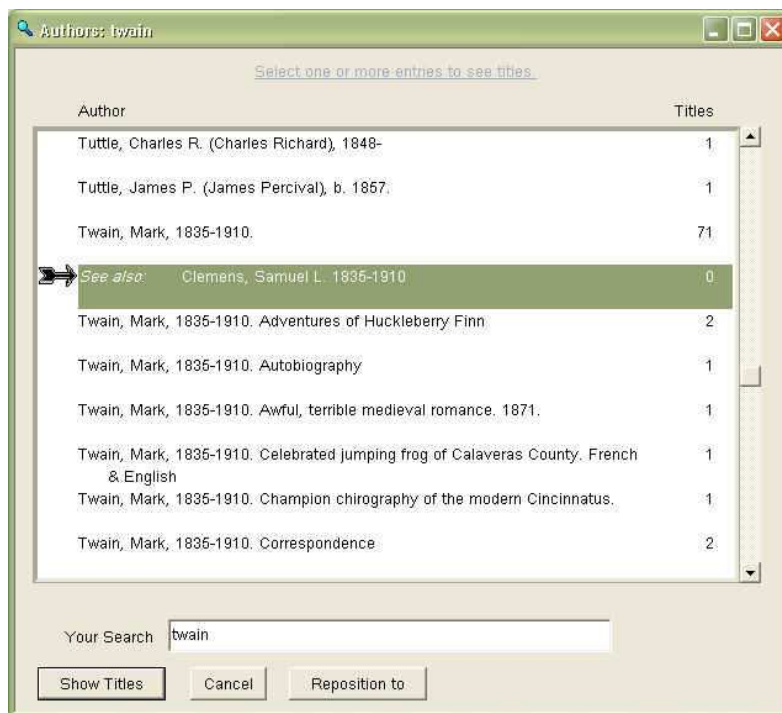 Authors: twain
Select one or more entries to see titles.
Author Titles
Tuttle, Charles R. (Charles Richard), 1848- 1
Tuttle, James P. (James Percival), b. 1857. 1
Twain, Mark, 1835-1910. 71
See also: Clemens, Samuel L. 1835-1910 0
Twain, Mark, 1835-1910. Adventures of Huckleberry Finn 2
Twain, Mark, 1835-1910. Autobiography 1
Twain, Mark, 1835-1910. Awful, terrible medieval romance. 1871. 1
Twain, Mark, 1835-1910. Celebrated jumping frog of Calaveras County. French 1
& English
Twain, Mark, 1835-1910. Champion chirography of the modern Cincinnatus. 1
Twain, Mark, 1835-1910. Correspondence 2
Your Search twain
Show Titles Cancel Reposition to